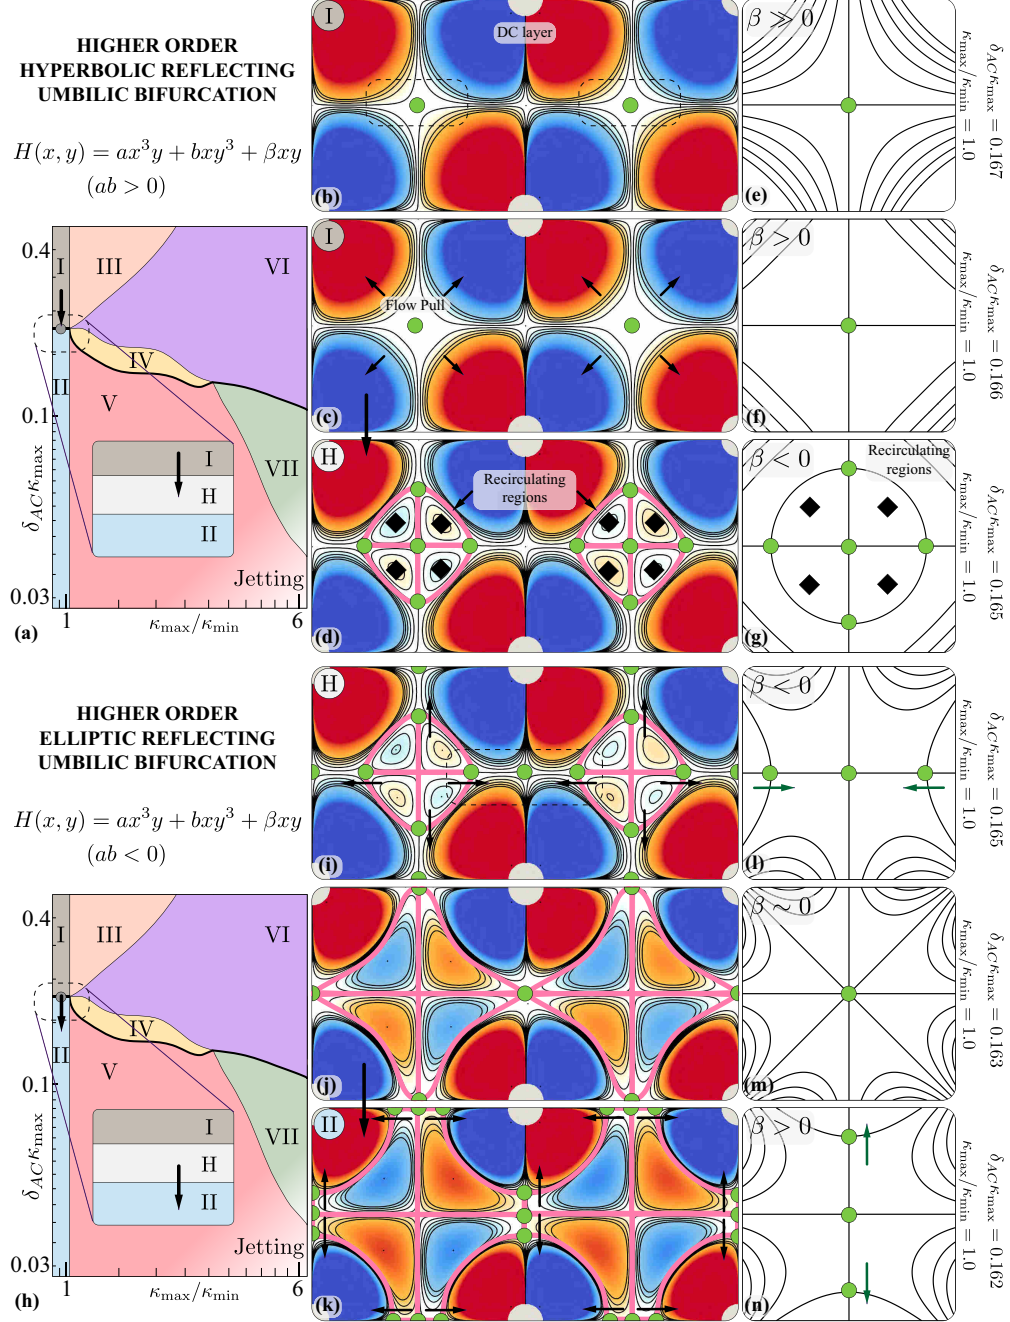 HIGHER ORDER
HYPERBOLIC REFLECTING
UMBILIC BIFURCATION
H(x, y) = ax³y + bxy³ + βxy
(ab > 0)
0.4
I
III
VI
IV
II
V
0.1
VII
I
H
II
Jetting
0.03
1
6
δ_AC κ_max
κ_max/κ_min
(a)
I
DC layer
(b)
I
Flow Pull
(c)
H
Recirculating
regions
(d)
β ≫ 0
(e)
δ_AC κ_max = 0.167
κ_max/κ_min = 1.0
β > 0
(f)
δ_AC κ_max = 0.166
κ_max/κ_min = 1.0
β < 0
Recirculating
regions
(g)
δ_AC κ_max = 0.165
κ_max/κ_min = 1.0
HIGHER ORDER
ELLIPTIC REFLECTING
UMBILIC BIFURCATION
H(x, y) = ax³y + bxy³ + βxy
(ab < 0)
0.4
I
III
VI
IV
II
V
0.1
VII
I
H
II
Jetting
0.03
1
6
δ_AC κ_max
κ_max/κ_min
(h)
H
(i)
(j)
II
(k)
β < 0
(l)
δ_AC κ_max = 0.165
κ_max/κ_min = 1.0
β ∼ 0
(m)
δ_AC κ_max = 0.163
κ_max/κ_min = 1.0
β > 0
(n)
δ_AC κ_max = 0.162
κ_max/κ_min = 1.0